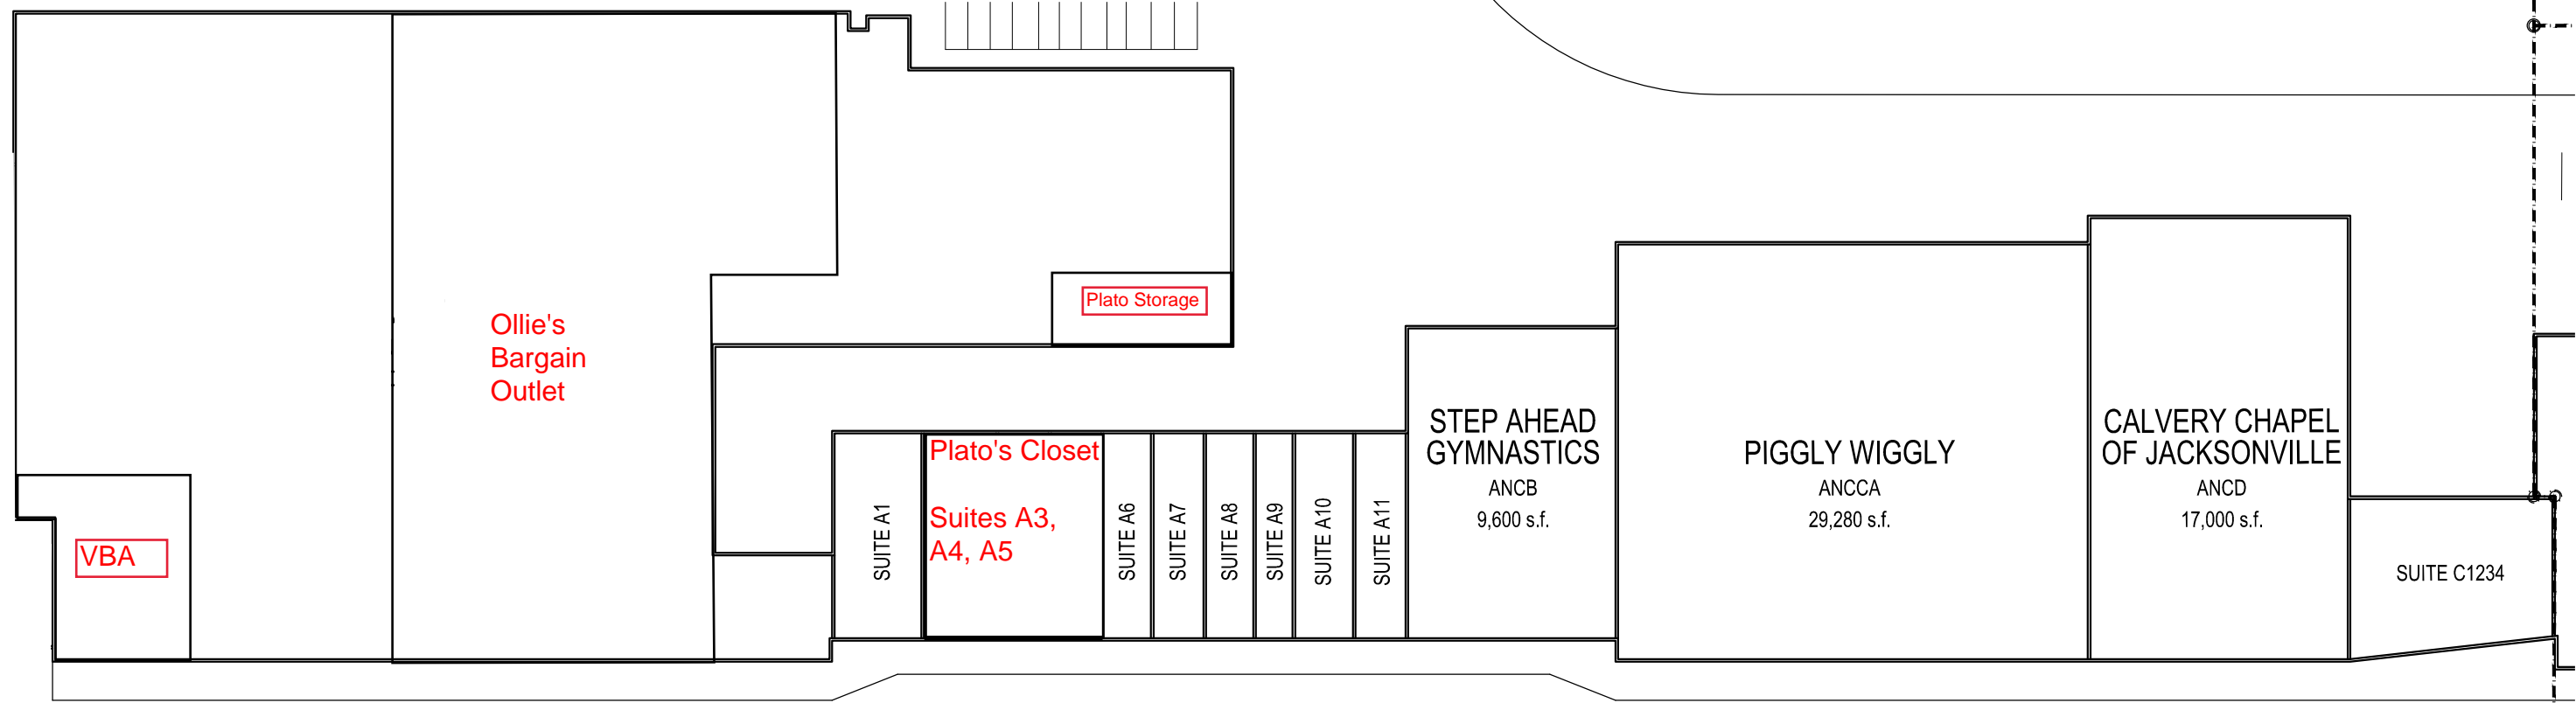 Ollie's
Bargain
Outlet
VBA
Plato Storage
SUITE A1
Plato's Closet
Suites A3,
A4, A5
SUITE A6
SUITE A7
SUITE A8
SUITE A9
SUITE A10
SUITE A11
STEP AHEAD
GYMNASTICS
ANCB
9,600 s.f.
PIGGLY WIGGLY
ANCCA
29,280 s.f.
CALVERY CHAPEL
OF JACKSONVILLE
ANCD
17,000 s.f.
SUITE C1234